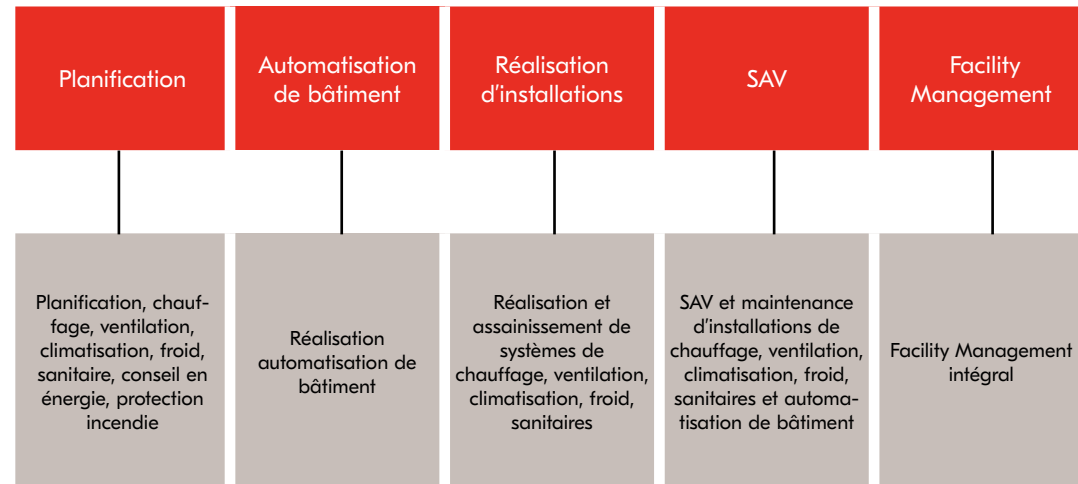 Planification
Automatisation
de bâtiment
Réalisation
d'installations
SAV
Facility
Management
Planification, chauf-
fage, ventilation,
climatisation, froid,
sanitaire, conseil en
énergie, protection
incendie
Réalisation
automatisation de
bâtiment
Réalisation et
assainissement de
systèmes de
chauffage, ventilation,
climatisation, froid,
sanitaires
SAV et maintenance
d'installations de
chauffage, ventilation,
climatisation, froid,
sanitaires et automa-
tisation de bâtiment
Facility Management
intégral